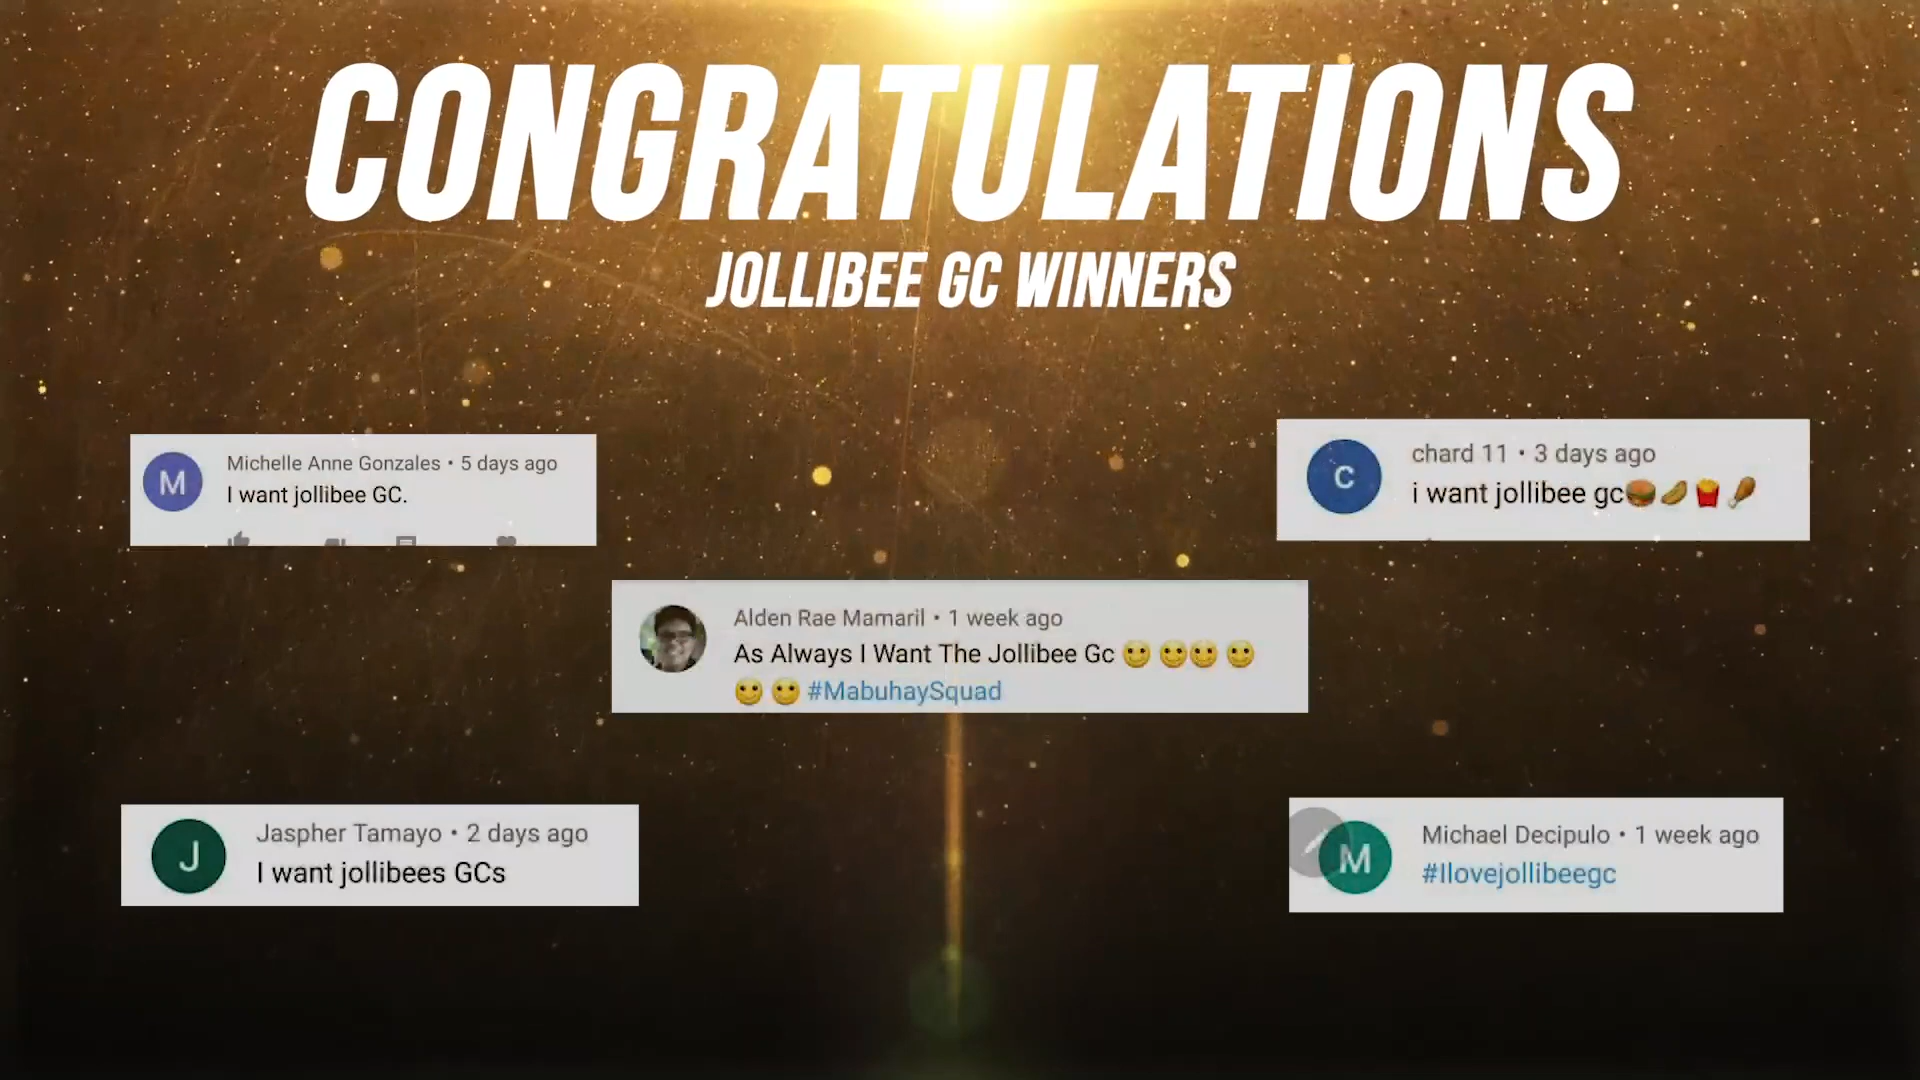 CONGRATULATIONS
JOLLIBEE GC WINNERS
M
Michelle Anne Gonzales • 5 days ago
I want jollibee GC.
C
chard 11 • 3 days ago
i want jollibee gc🍔🌮🍟🍗
Alden Rae Mamaril • 1 week ago
As Always I Want The Jollibee Gc 🙂 🙂🙂 🙂
🙂 🙂 #MabuhaySquad
J
Jaspher Tamayo • 2 days ago
I want jollibees GCs
M
Michael Decipulo • 1 week ago
#Ilovejollibeegc